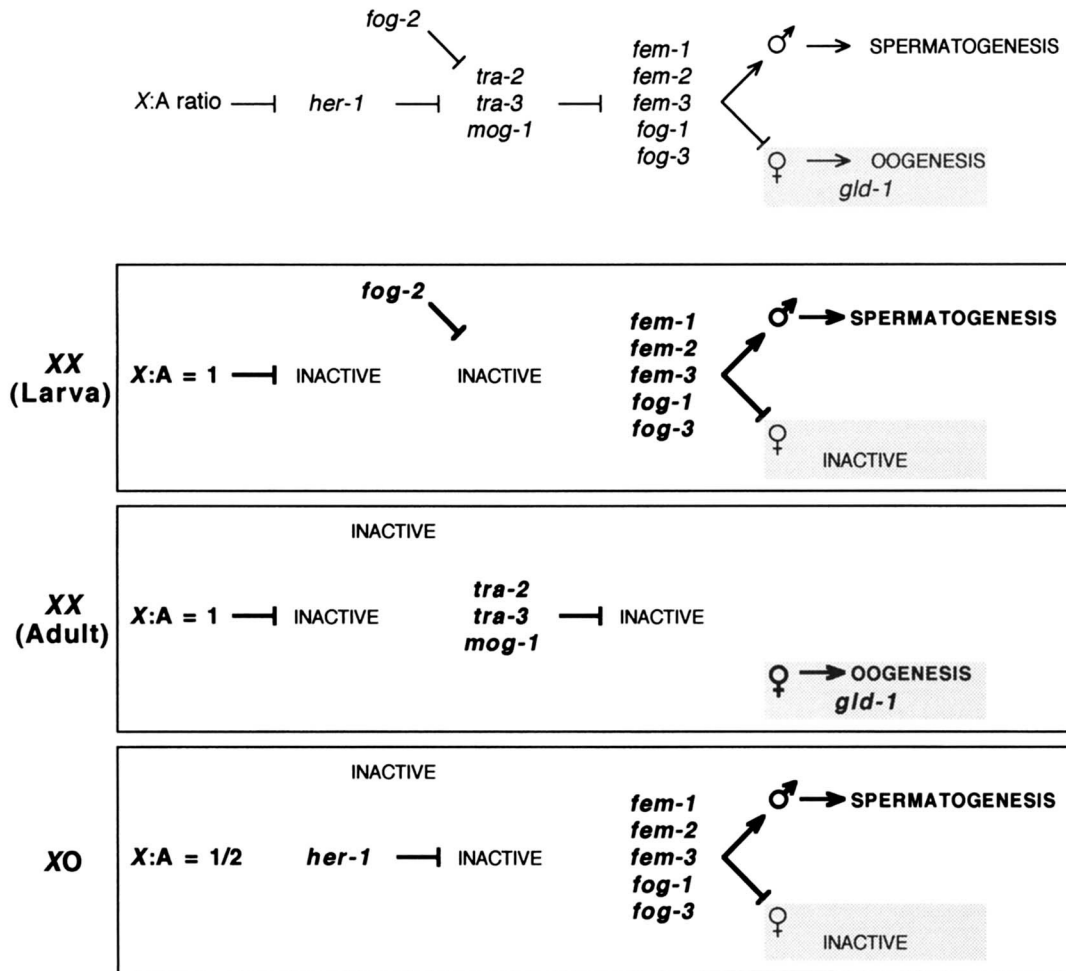 fog-2
X:A ratio
her-1
tra-2
tra-3
mog-1
fem-1
fem-2
fem-3
fog-1
fog-3
♂ SPERMATOGENESIS
♀ OOGENESIS
gld-1
XX
(Larva)
X:A = 1
INACTIVE
fog-2
INACTIVE
fem-1
fem-2
fem-3
fog-1
fog-3
♂ SPERMATOGENESIS
♀
INACTIVE
XX
(Adult)
INACTIVE
X:A = 1
INACTIVE
tra-2
tra-3
mog-1
INACTIVE
♀ OOGENESIS
gld-1
XO
INACTIVE
X:A = 1/2
her-1
INACTIVE
fem-1
fem-2
fem-3
fog-1
fog-3
♂ SPERMATOGENESIS
♀
INACTIVE